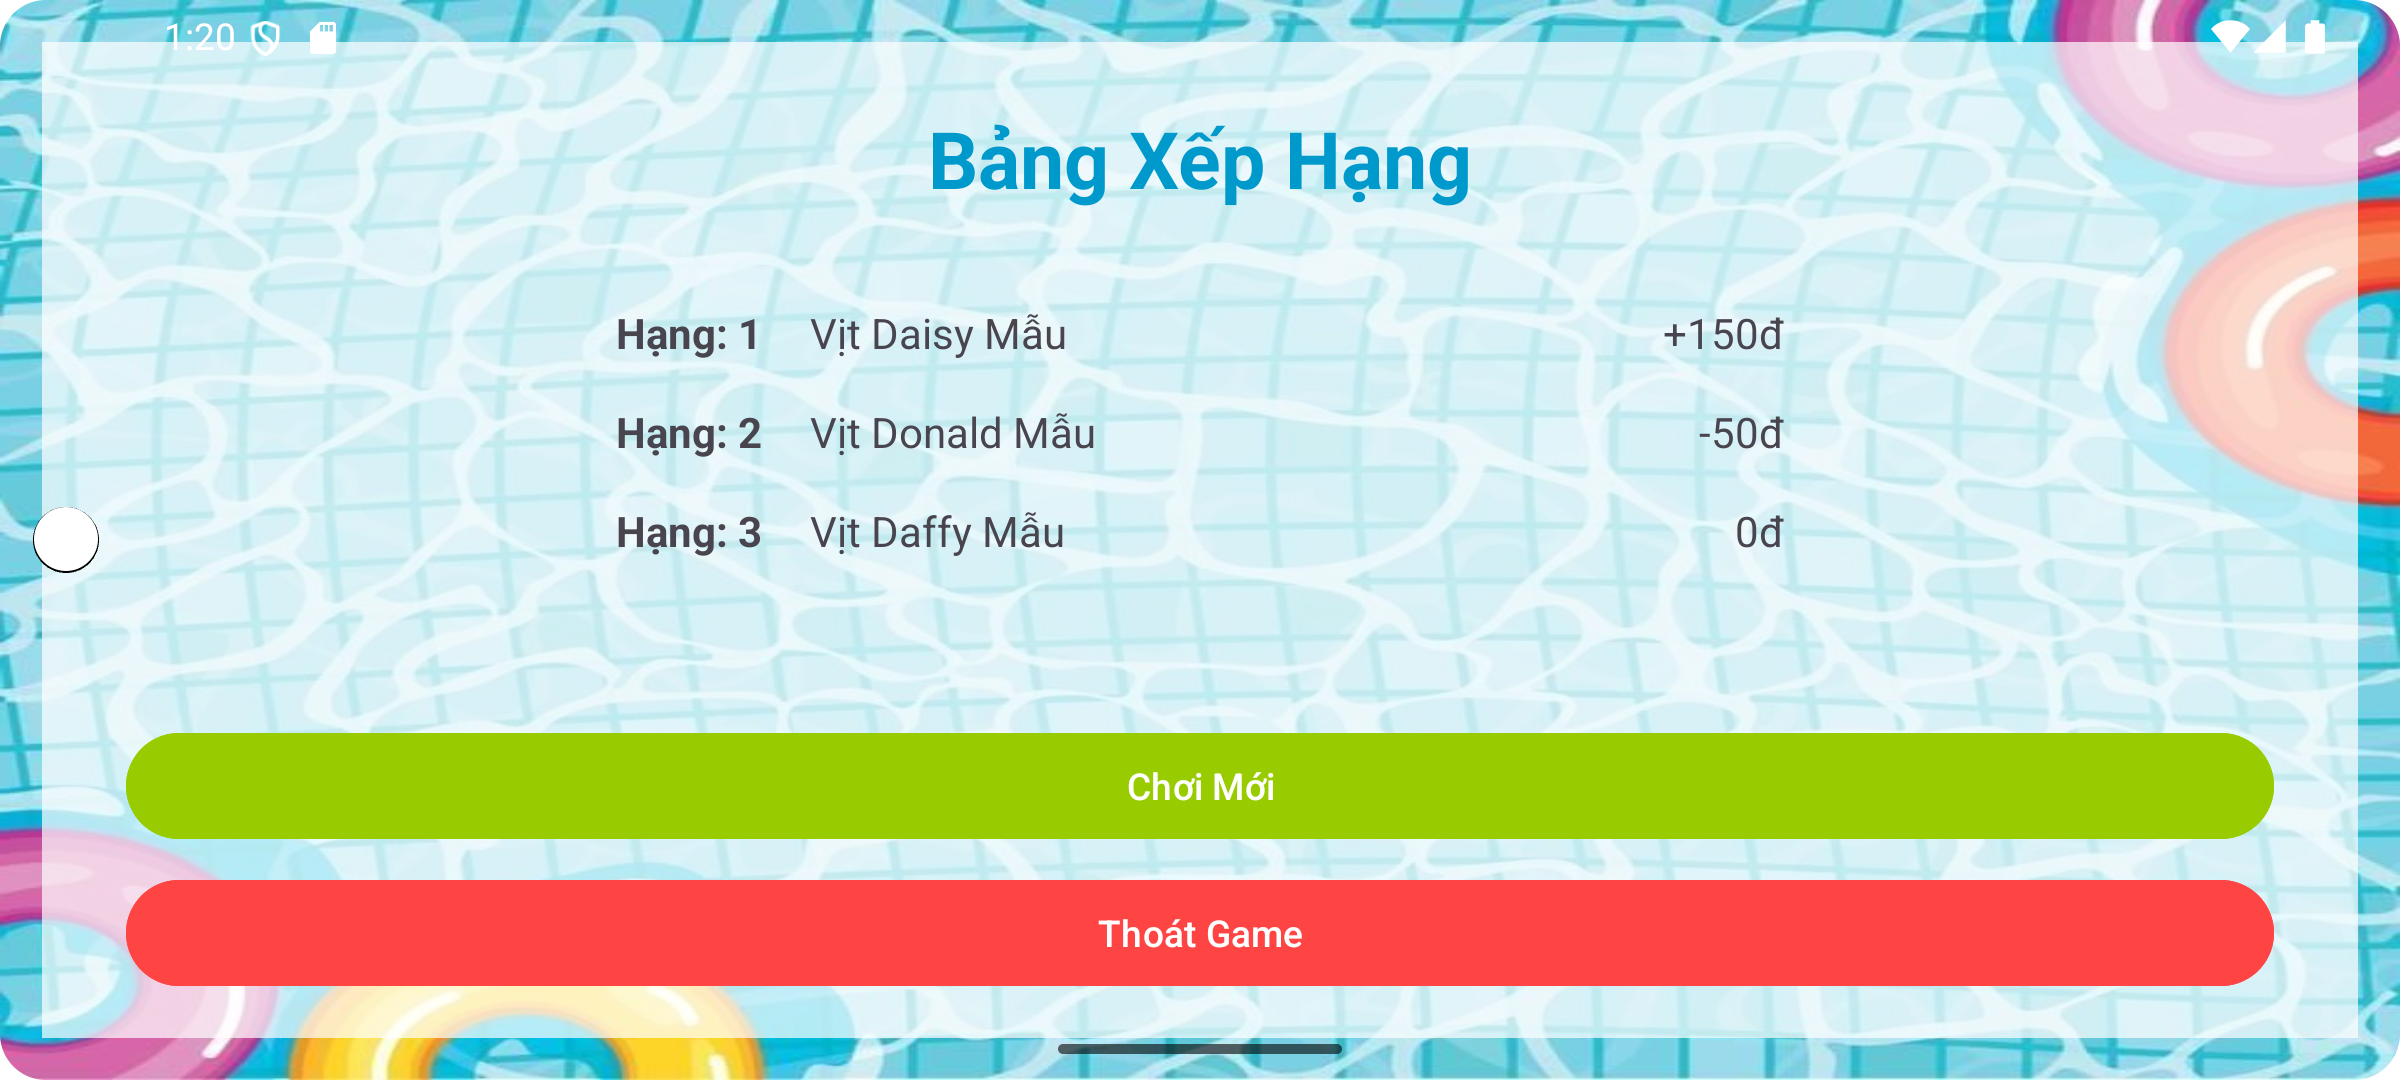 1:20
Bảng Xếp Hạng
Hạng: 1 Vịt Daisy Mẫu +150đ
Hạng: 2 Vịt Donald Mẫu -50đ
Hạng: 3 Vịt Daffy Mẫu 0đ
Chơi Mới
Thoát Game